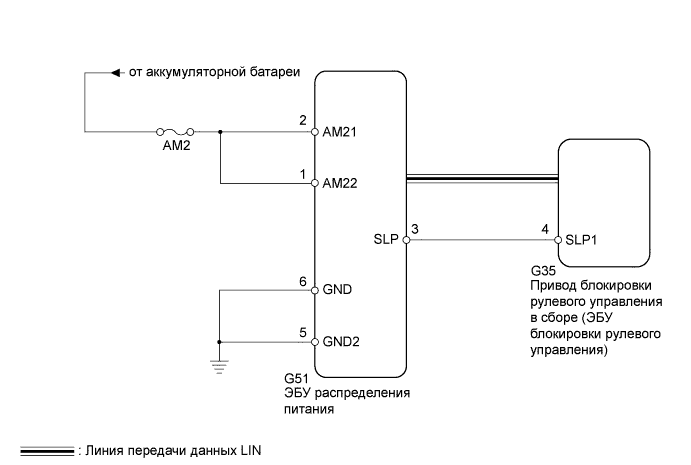 от аккумуляторной батареи
AM2
2
AM21
1
AM22
SLP
3
4
SLP1
6
GND
5
GND2
G35
Привод блокировки
рулевого управления
в сборе (ЭБУ
блокировки рулевого
управления)
G51
ЭБУ распределения
питания
: Линия передачи данных LIN